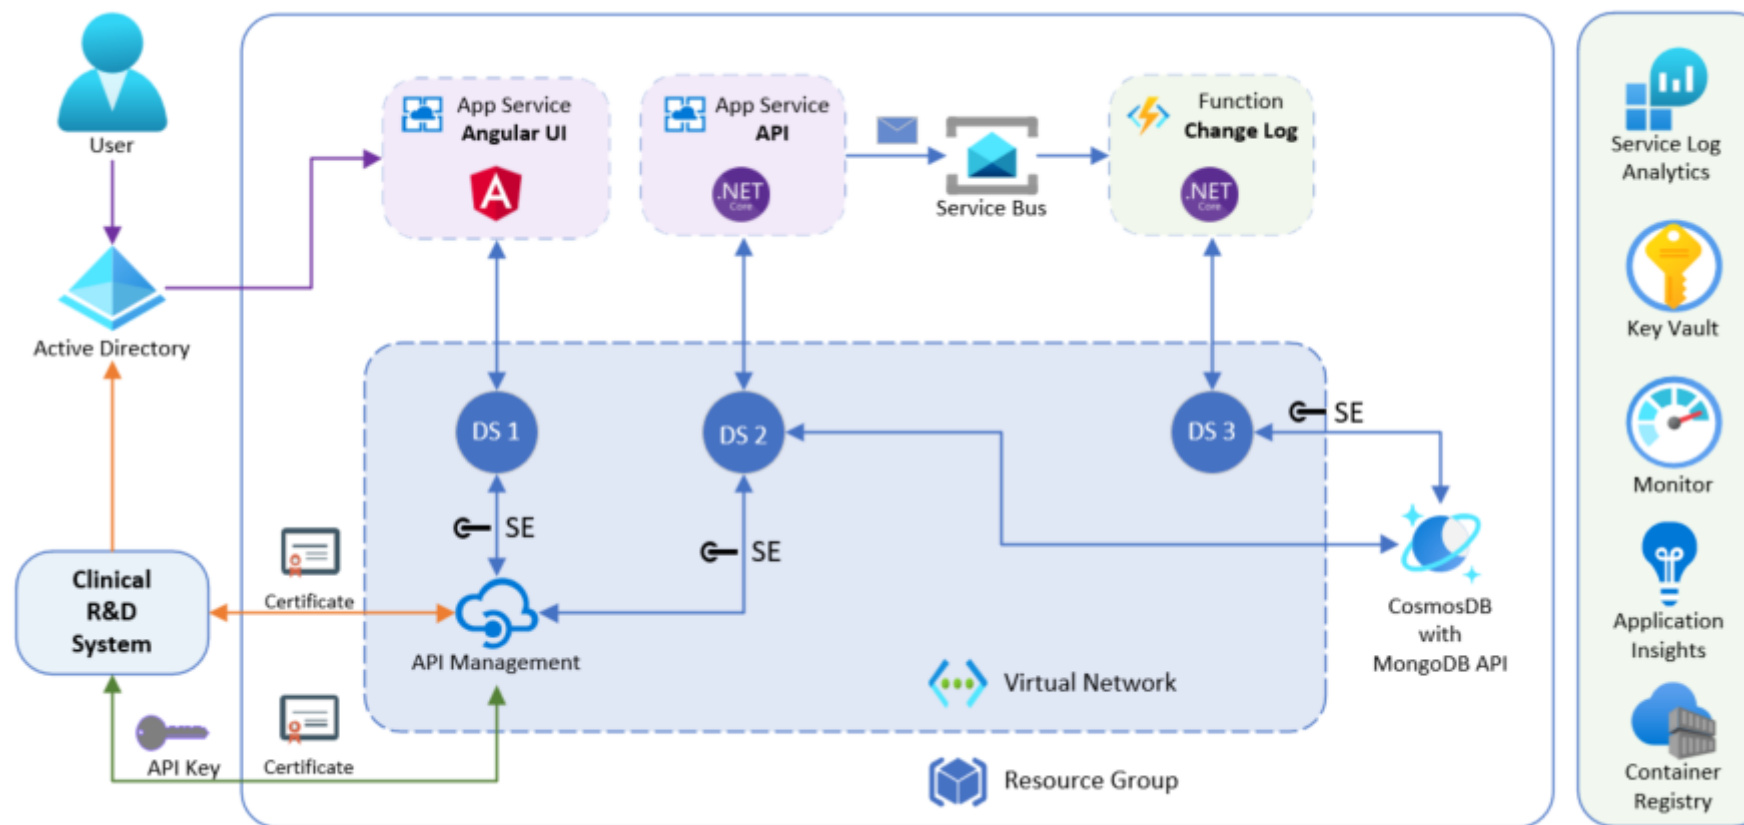 User
Active Directory
Clinical
R&D
System
API Key
Certificate
Certificate
App Service
Angular UI
A
App Service
API
.NET
Core
Service Bus
Function
Change Log
.NET
Core
DS 1
DS 2
DS 3
SE
SE
SE
API Management
Virtual Network
Resource Group
CosmosDB
with
MongoDB API
Service Log
Analytics
Key Vault
Monitor
Application
Insights
Container
Registry